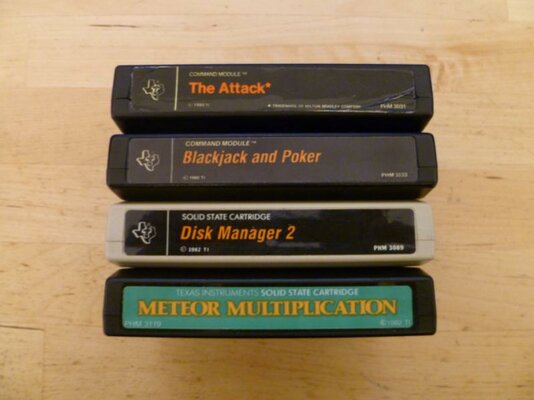 COMMAND MODULE™
The Attack*
© 1980 TI
* TRADEMARK OF MILTON BRADLEY COMPANY
PHM 3031
COMMAND MODULE™
Blackjack and Poker
© 1980 TI
PHM 3033
SOLID STATE CARTRIDGE
Disk Manager 2
© 1982 TI
PHM 3089
TEXAS INSTRUMENTS SOLID STATE CARTRIDGE
METEOR MULTIPLICATION
PHM 3119
© 1982 TI